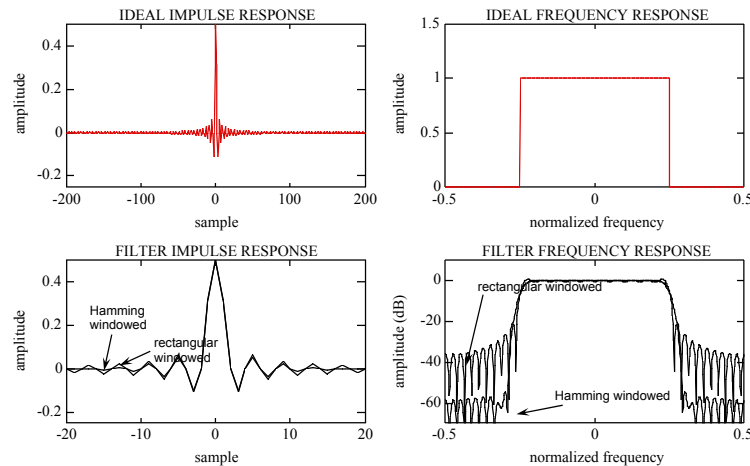 IDEAL IMPULSE RESPONSE
0.4
0.2
0
-0.2
amplitude
-200
-100
0
100
200
sample
IDEAL FREQUENCY RESPONSE
1.5
1
0.5
0
amplitude
-0.5
0
0.5
normalized frequency
FILTER IMPULSE RESPONSE
0.4
0.2
0
-0.2
amplitude
Hamming
windowed
rectangular
windowed
-20
-10
0
10
20
sample
FILTER FREQUENCY RESPONSE
0
-20
-40
-60
amplitude (dB)
rectangular windowed
Hamming windowed
-0.5
0
0.5
normalized frequency